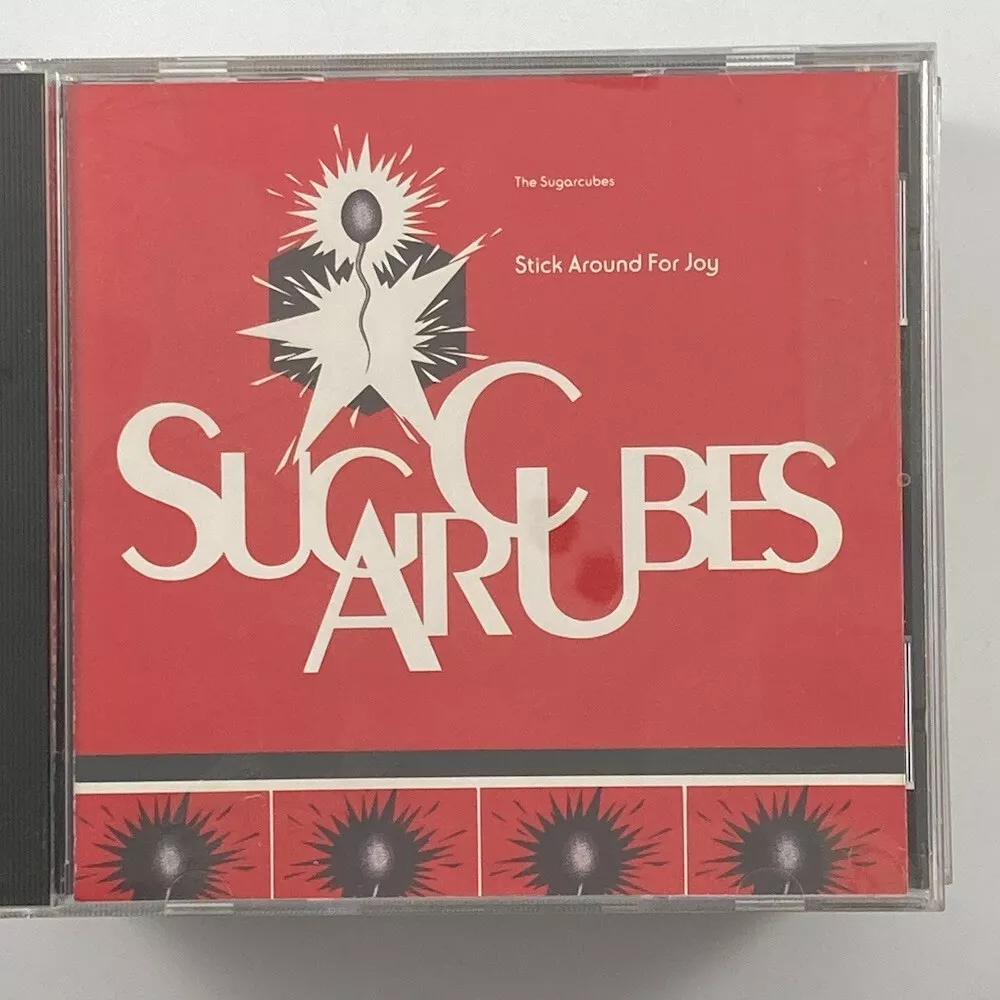 The Sugarcubes
Stick Around For Joy
SUGARCUBES